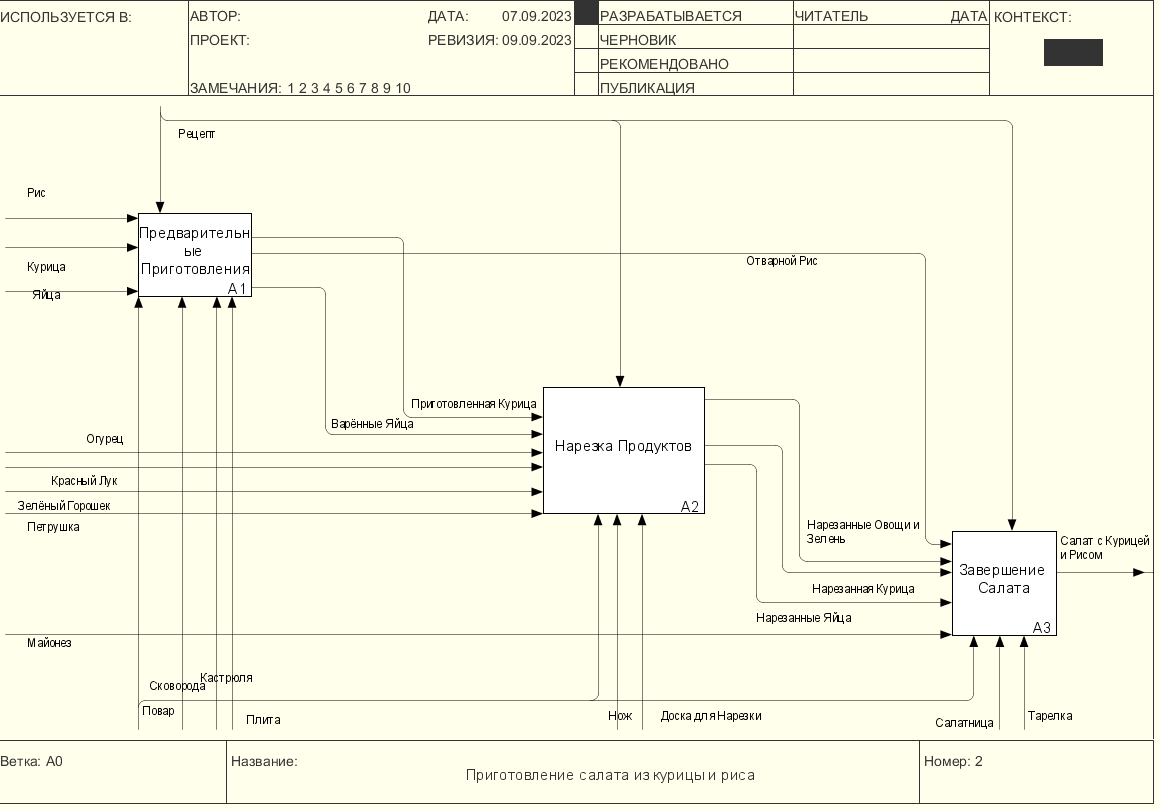 ИСПОЛЬЗУЕТСЯ В:
АВТОР:
ДАТА: 07.09.2023
РАЗРАБАТЫВАЕТСЯ
ЧИТАТЕЛЬ
ДАТА
КОНТЕКСТ:
ПРОЕКТ:
РЕВИЗИЯ: 09.09.2023
ЧЕРНОВИК
РЕКОМЕНДОВАНО
ЗАМЕЧАНИЯ: 1 2 3 4 5 6 7 8 9 10
ПУБЛИКАЦИЯ
Рецепт
Рис
Предварительн
ые
Приготовления
A1
Курица
Яйца
Отварной Рис
Приготовленная Курица
Варённые Яйца
Огурец
Красный Лук
Зелёный Горошек
Петрушка
Нарезка Продуктов
A2
Нарезанные Овощи и
Зелень
Нарезанная Курица
Нарезанные Яйца
Салат с Курицей
и Рисом
Завершение
Салата
A3
Майонез
Сковорода
Кастрюля
Повар
Плита
Нож
Доска для Нарезки
Салатница
Тарелка
Ветка: A0
Название:
Приготовление салата из курицы и риса
Номер: 2